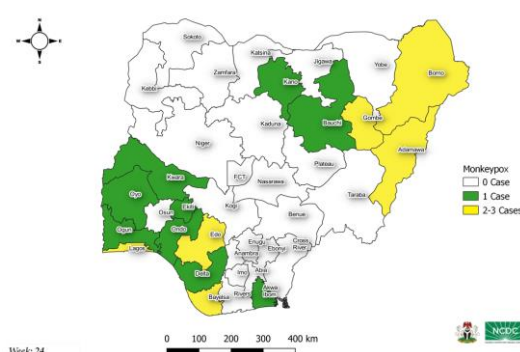 Sokoto
Katsina
Jigawa
Yobe
Borno
Zamfara
Kano
Kebbi
Bauchi
Gombe
Kaduna
Adamawa
Niger
Plateau
Kwara
FCT
Nasarawa
Taraba
Oyo
Ekiti
Kogi
Osun
Benue
Ogun
Ondo
Edo
Enugu
Cross
River
Lagos
Anambra
Ebonyi
Delta
Imo
Abia
Bayelsa
Rivers
Akwa
Ibom
Monkeypox
0 Case
1 Case
2-3 Cases
Week: 24
0 100 200 300 400 km
NCDC